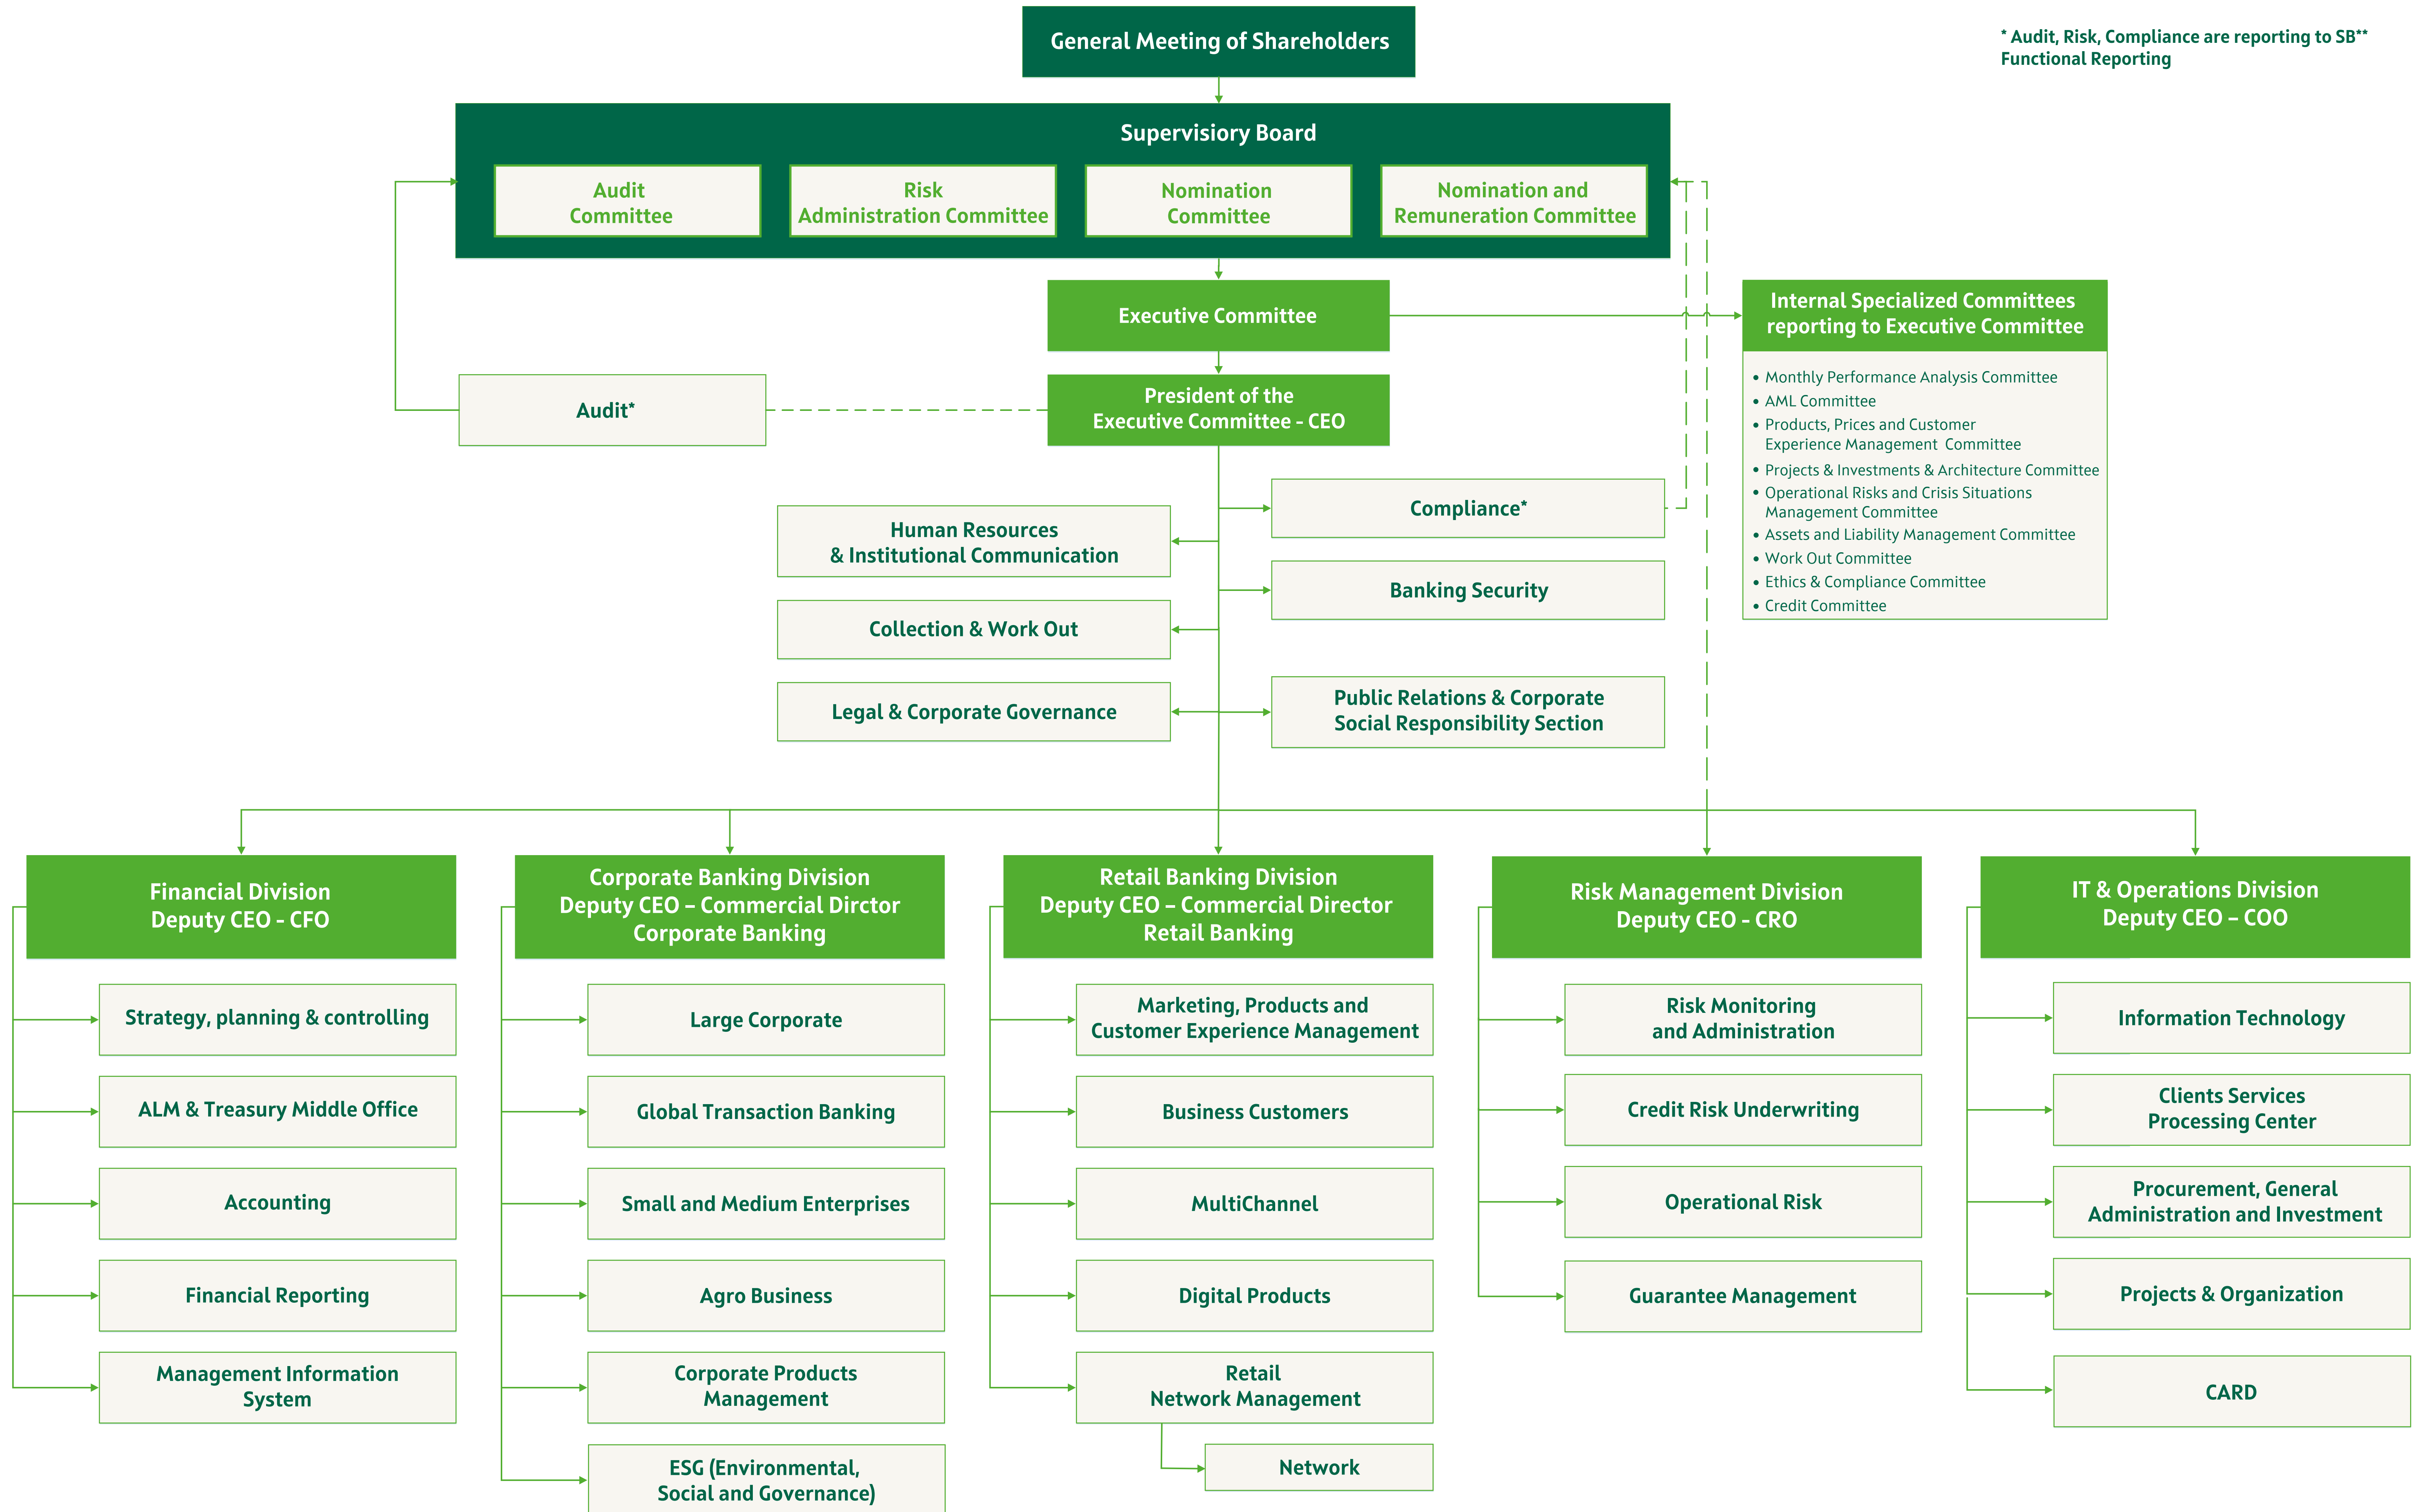 General Meeting of Shareholders
* Audit, Risk, Compliance are reporting to SB**
Functional Reporting
Supervisiory Board
Audit
Committee
Risk
Administration Committee
Nomination
Committee
Nomination and
Remuneration Committee
Executive Committee
Internal Specialized Committees
reporting to Executive Committee
• Monthly Performance Analysis Committee
• AML Committee
• Products, Prices and Customer
Experience Management Committee
• Projects & Investments & Architecture Committee
• Operational Risks and Crisis Situations
Management Committee
• Assets and Liability Management Committee
• Work Out Committee
• Ethics & Compliance Committee
• Credit Committee
Audit*
President of the
Executive Committee - CEO
Compliance*
Human Resources
& Institutional Communication
Banking Security
Collection & Work Out
Legal & Corporate Governance
Public Relations & Corporate
Social Responsibility Section
Financial Division
Deputy CEO - CFO
Strategy, planning & controlling
ALM & Treasury Middle Office
Accounting
Financial Reporting
Management Information
System
Corporate Banking Division
Deputy CEO – Commercial Dirctor
Corporate Banking
Large Corporate
Global Transaction Banking
Small and Medium Enterprises
Agro Business
Corporate Products
Management
ESG (Environmental,
Social and Governance)
Retail Banking Division
Deputy CEO – Commercial Director
Retail Banking
Marketing, Products and
Customer Experience Management
Business Customers
MultiChannel
Digital Products
Retail
Network Management
Network
Risk Management Division
Deputy CEO - CRO
Risk Monitoring
and Administration
Credit Risk Underwriting
Operational Risk
Guarantee Management
IT & Operations Division
Deputy CEO – COO
Information Technology
Clients Services
Processing Center
Procurement, General
Administration and Investment
Projects & Organization
CARD